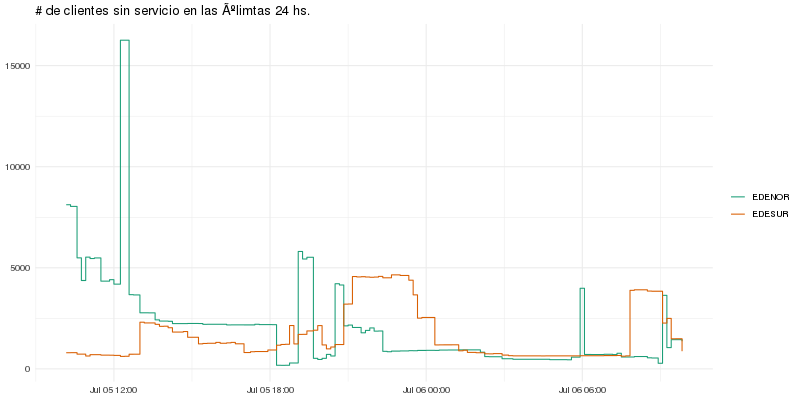 # de clientes sin servicio en las Ãºlimtas 24 hs.
15000
10000
5000
0
Jul 05 12:00
Jul 05 18:00
Jul 06 00:00
Jul 06 06:00
EDENOR
EDESUR